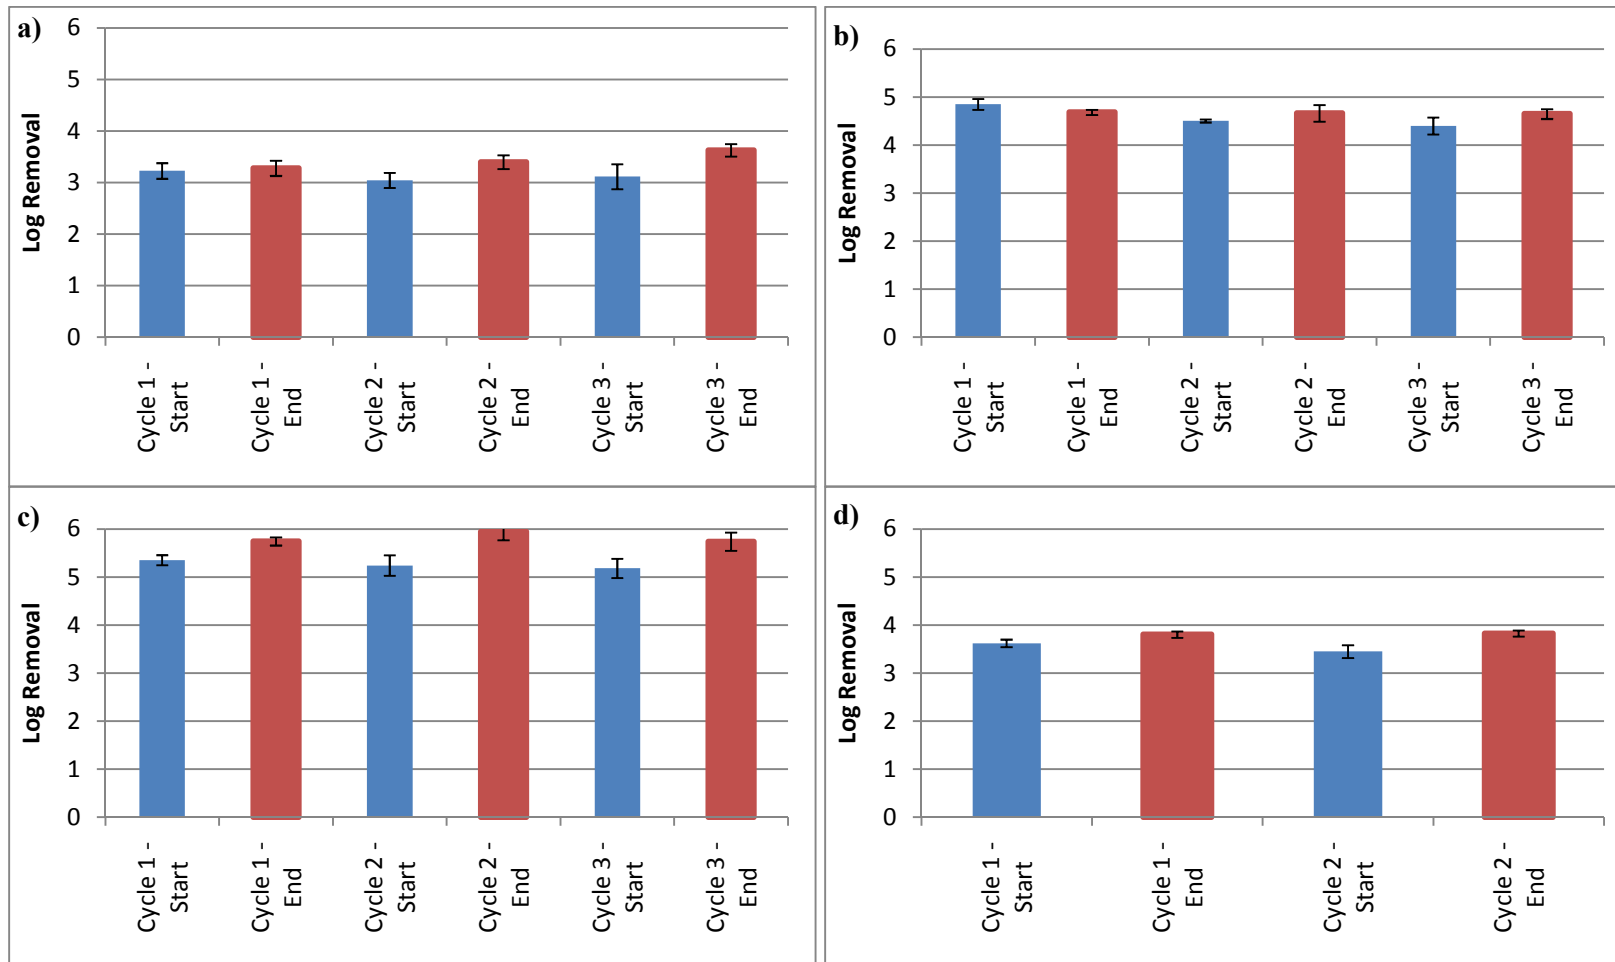 a)
Log Removal
6
5
4
3
2
1
0
Cycle 1 -
Start
Cycle 1 -
End
Cycle 2 -
Start
Cycle 2 -
End
Cycle 3 -
Start
Cycle 3 -
End
b)
Log Removal
6
5
4
3
2
1
0
Cycle 1 -
Start
Cycle 1 -
End
Cycle 2 -
Start
Cycle 2 -
End
Cycle 3 -
Start
Cycle 3 -
End
c)
Log Removal
6
5
4
3
2
1
0
Cycle 1 -
Start
Cycle 1 -
End
Cycle 2 -
Start
Cycle 2 -
End
Cycle 3 -
Start
Cycle 3 -
End
d)
Log Removal
6
5
4
3
2
1
0
Cycle 1 -
Start
Cycle 1 -
End
Cycle 2 -
Start
Cycle 2 -
End